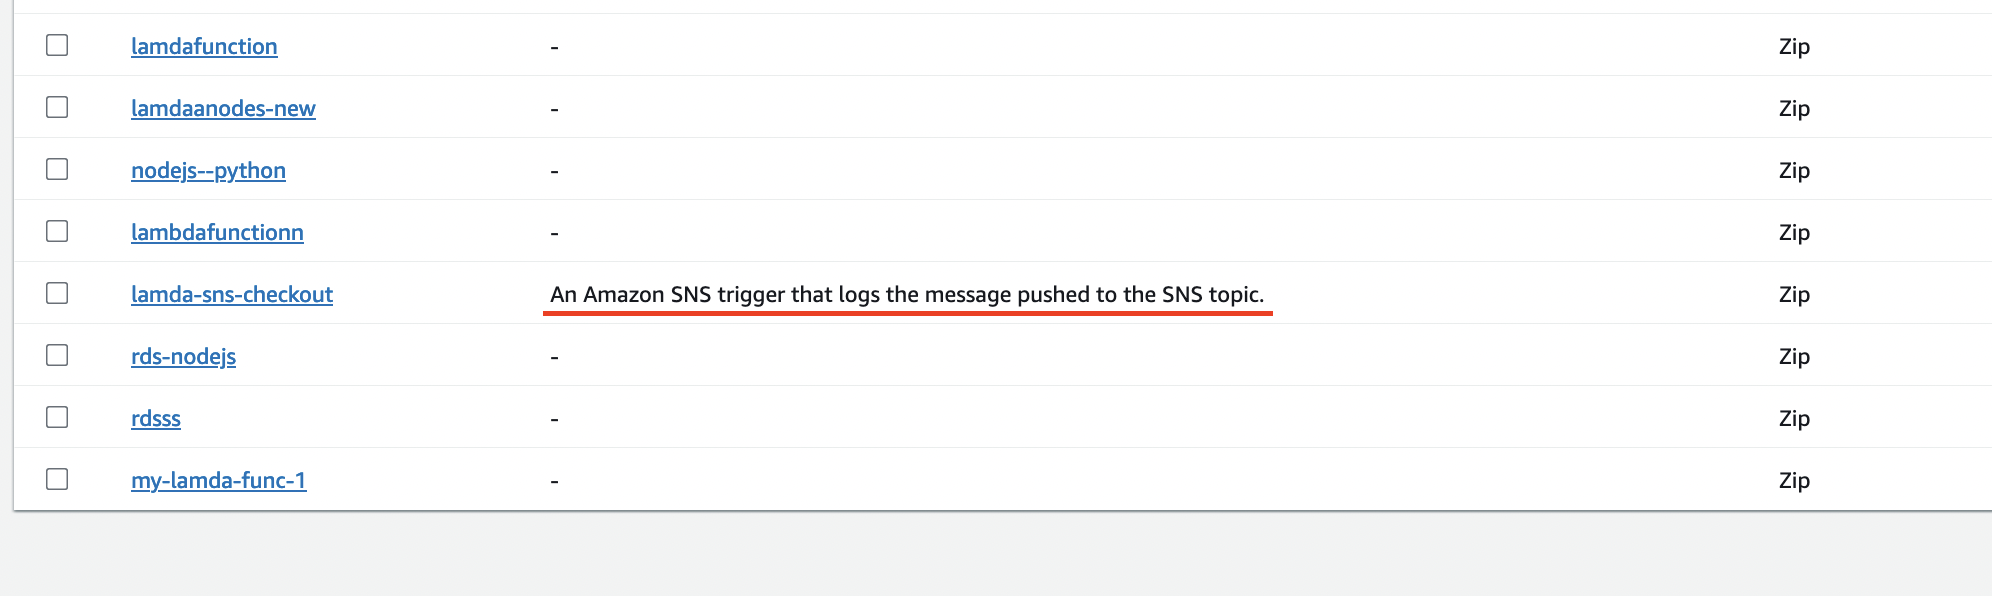 lamdafunction - Zip
lamdaanodes-new - Zip
nodejs--python - Zip
lambdafunctionn - Zip
lamda-sns-checkout An Amazon SNS trigger that logs the message pushed to the SNS topic. Zip
rds-nodejs - Zip
rdsss - Zip
my-lamda-func-1 - Zip